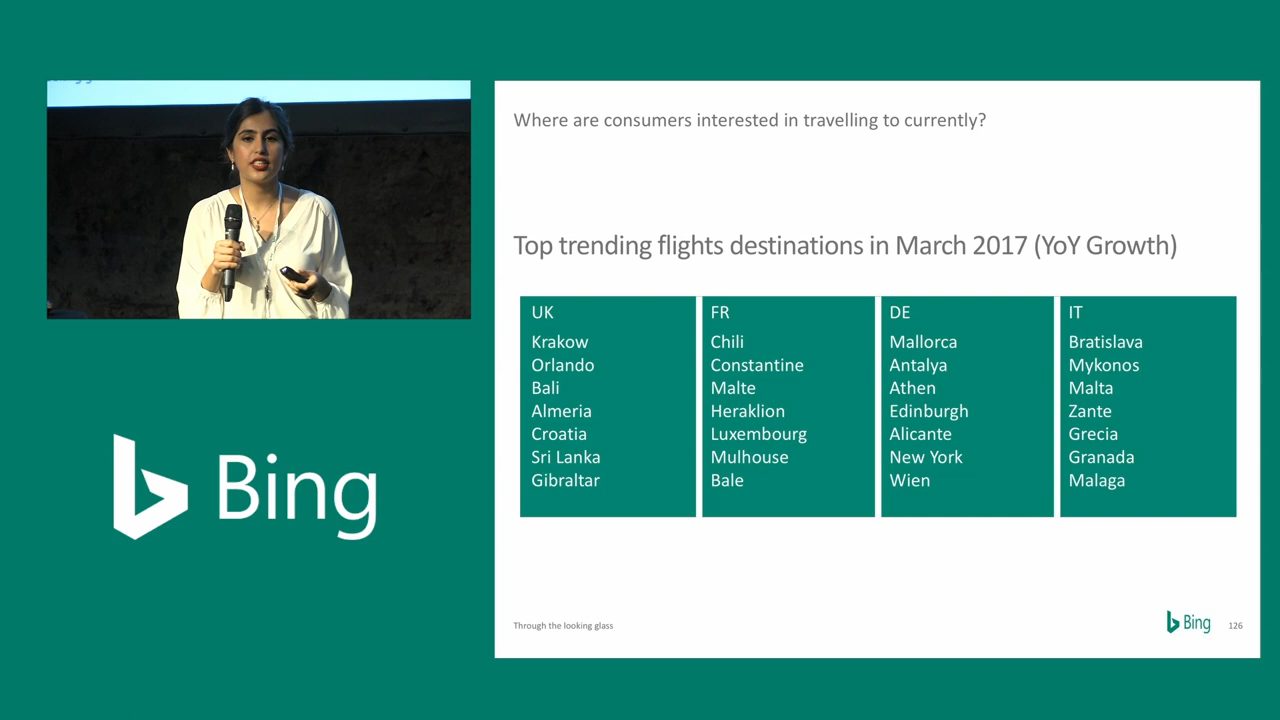 Where are consumers interested in travelling to currently?
Top trending flights destinations in March 2017 (YoY Growth)
UK
Krakow
Orlando
Bali
Almeria
Croatia
Sri Lanka
Gibraltar
FR
Chili
Constantine
Malte
Heraklion
Luxembourg
Mulhouse
Bale
DE
Mallorca
Antalya
Athen
Edinburgh
Alicante
New York
Wien
IT
Bratislava
Mykonos
Malta
Zante
Grecia
Granada
Malaga
Bing
Through the looking glass
Bing
126